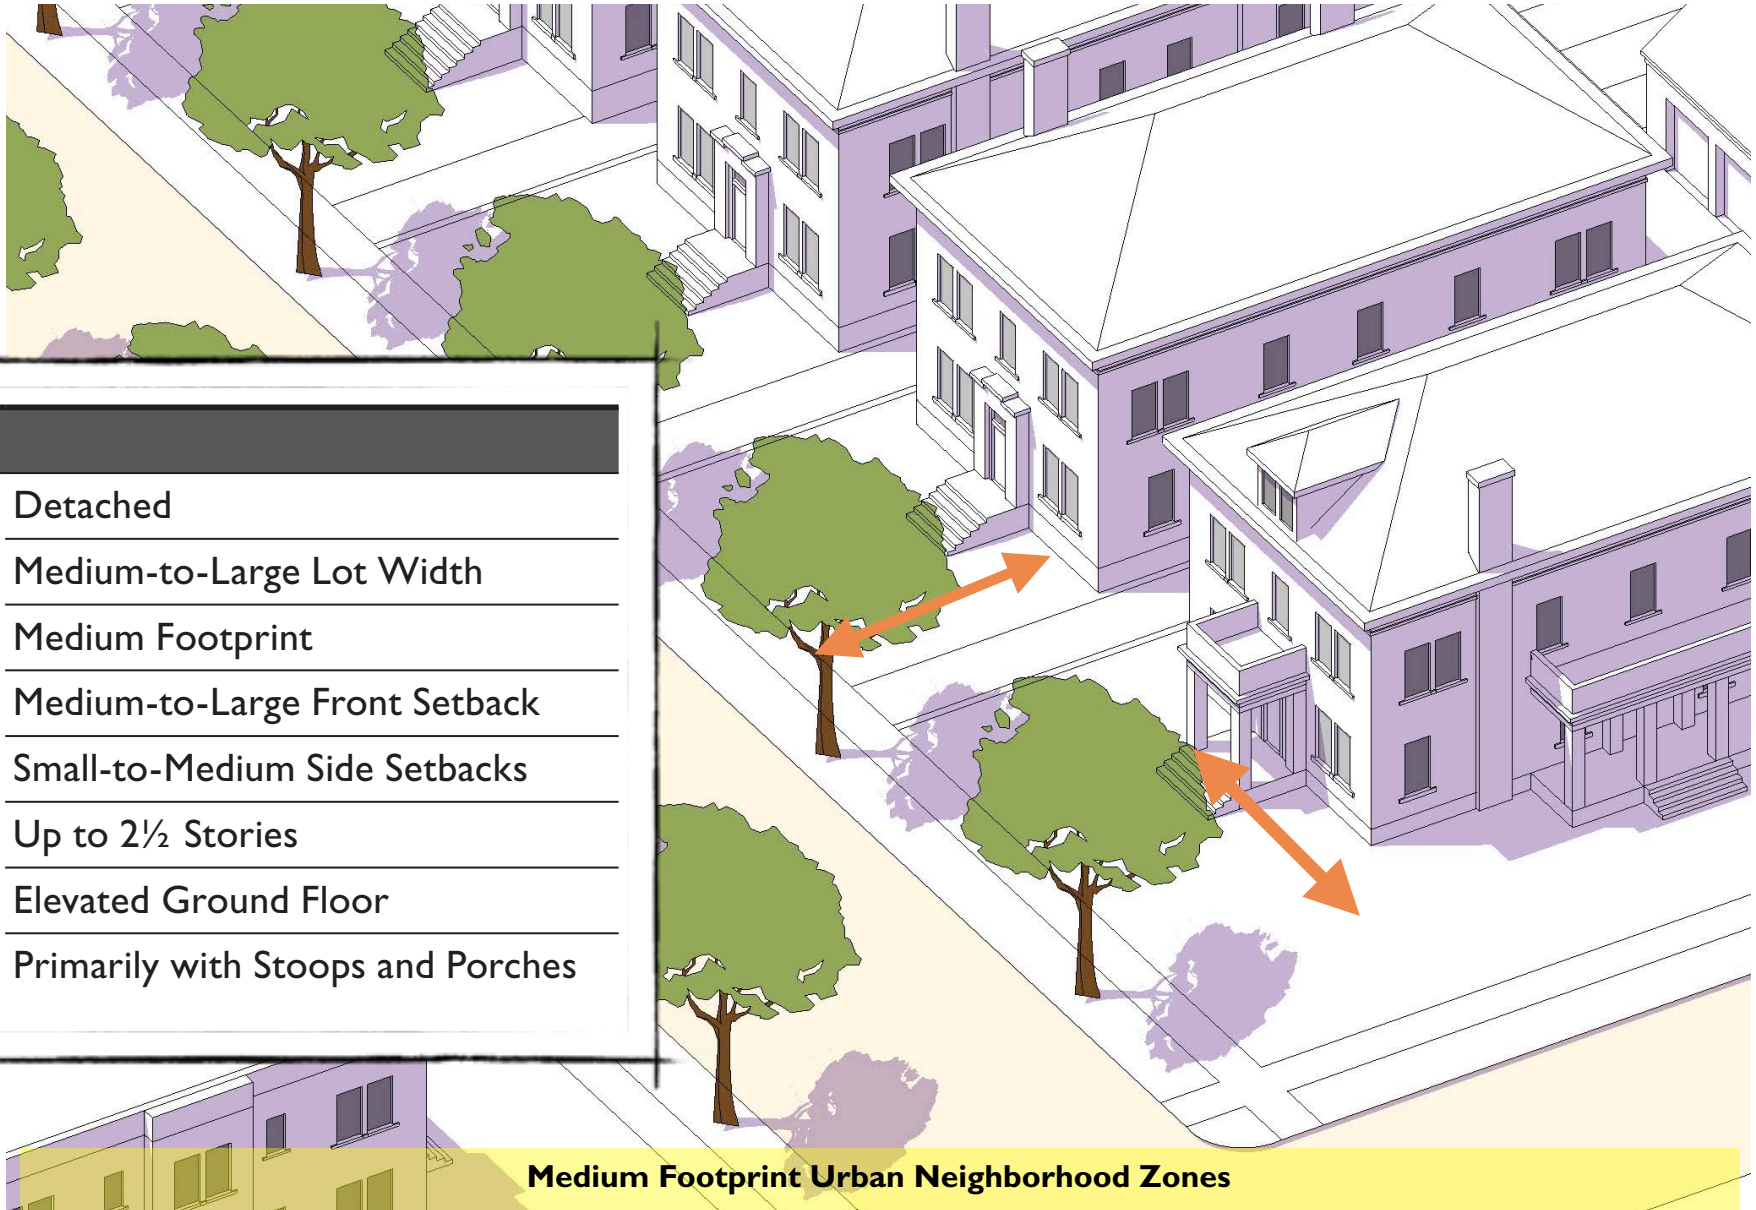 Detached
Medium-to-Large Lot Width
Medium Footprint
Medium-to-Large Front Setback
Small-to-Medium Side Setbacks
Up to 2½ Stories
Elevated Ground Floor
Primarily with Stoops and Porches
Medium Footprint Urban Neighborhood Zones